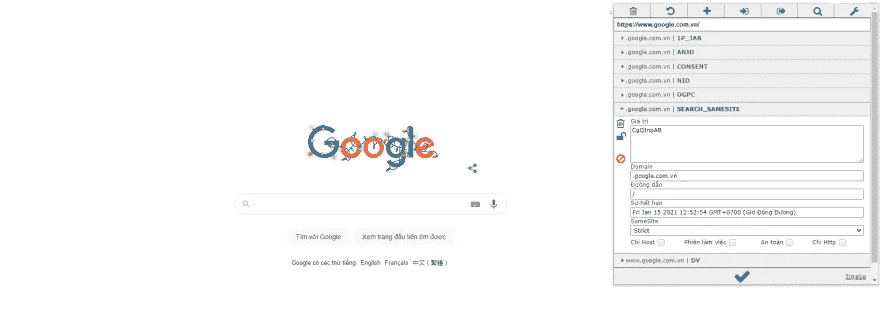 Google
Tìm với Google
Xem trang đầu tiên tìm được
Google có các thứ tiếng: English Français 中文 (繁體)
https://www.google.com.vn/
.google.com.vn | 1P_JAR
.google.com.vn | ANID
.google.com.vn | CONSENT
.google.com.vn | NID
.google.com.vn | OGPC
.google.com.vn | SEARCH_SAMESITE
Giá trị
CgQInpAB
Domain
.google.com.vn
Đường dẫn
/
Sự hết hạn
Fri Jan 15 2021 12:52:54 GMT+0700 (Giờ Đông Dương)
SameSite
Strict
Chỉ Host Phiên làm việc An toàn Chỉ Http
www.google.com.vn | DV
Trợ giúp